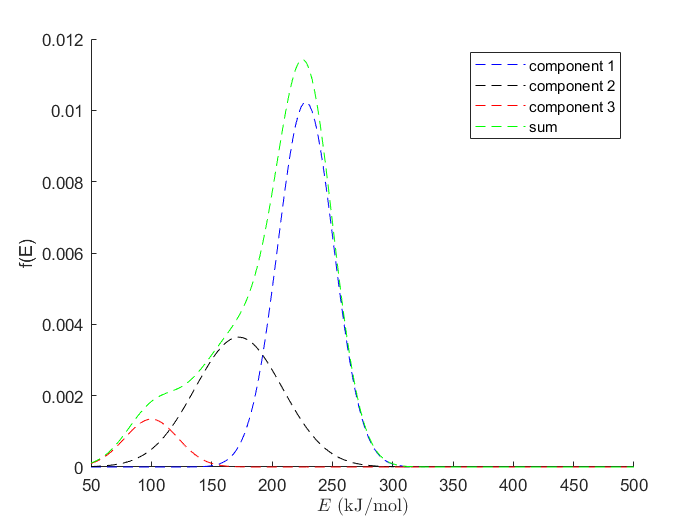 0.012
0.01
0.008
0.006
0.004
0.002
0
f(E)
component 1
component 2
component 3
sum
50 100 150 200 250 300 350 400 450 500
E (kJ/mol)